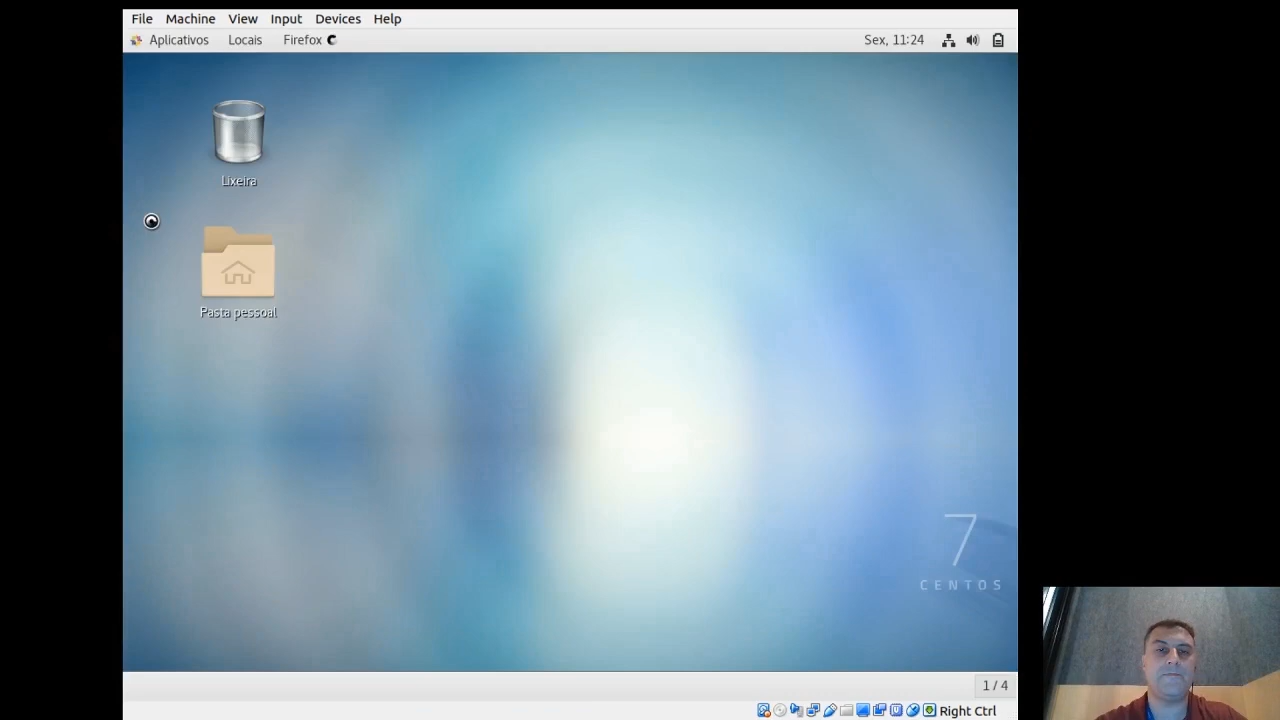 File Machine View Input Devices Help
Aplicativos Locais Firefox Sex, 11:24
Lixeira
Pasta pessoal
7
CENTOS
1 / 4
Right Ctrl